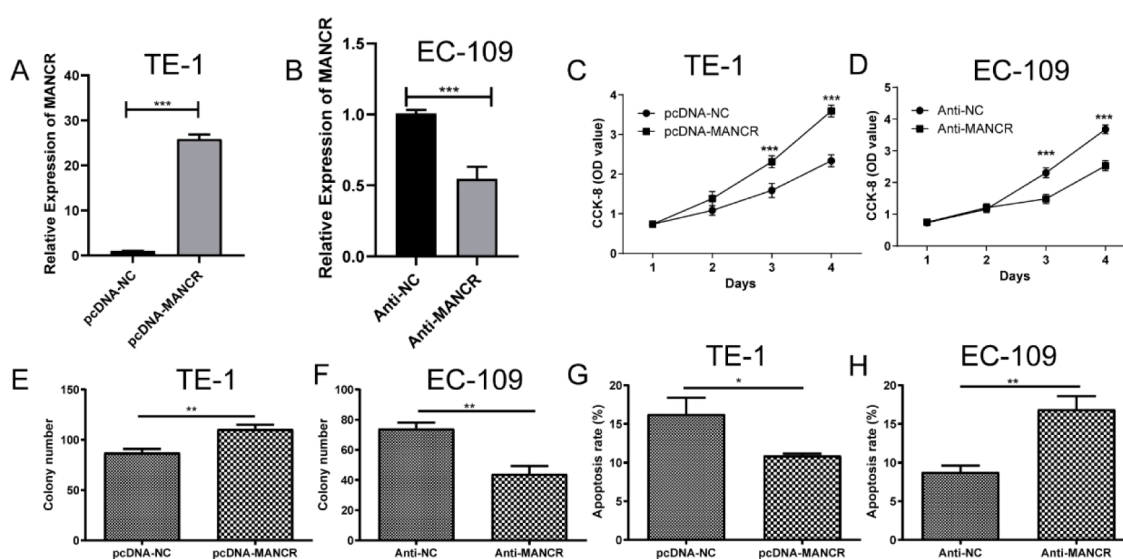 A
TE-1
Relative Expression of MANCR
40
30
20
10
0
***
pcDNA-NC
pcDNA-MANCR
B
EC-109
Relative Expression of MANCR
1.5
1.0
0.5
0.0
***
Anti-NC
Anti-MANCR
C
TE-1
CCK-8 (OD value)
4
3
2
1
0
pcDNA-NC
pcDNA-MANCR
***
***
1 2 3 4
Days
D
EC-109
CCK-8 (OD value)
5
4
3
2
1
0
Anti-NC
Anti-MANCR
***
***
1 2 3 4
Days
E
TE-1
Colony number
150
100
50
0
**
pcDNA-NC pcDNA-MANCR
F
EC-109
Colony number
80
60
40
20
0
**
Anti-NC Anti-MANCR
G
TE-1
Apoptosis rate (%)
20
15
10
5
0
*
pcDNA-NC pcDNA-MANCR
H
EC-109
Apoptosis rate (%)
20
15
10
5
0
**
Anti-NC Anti-MANCR